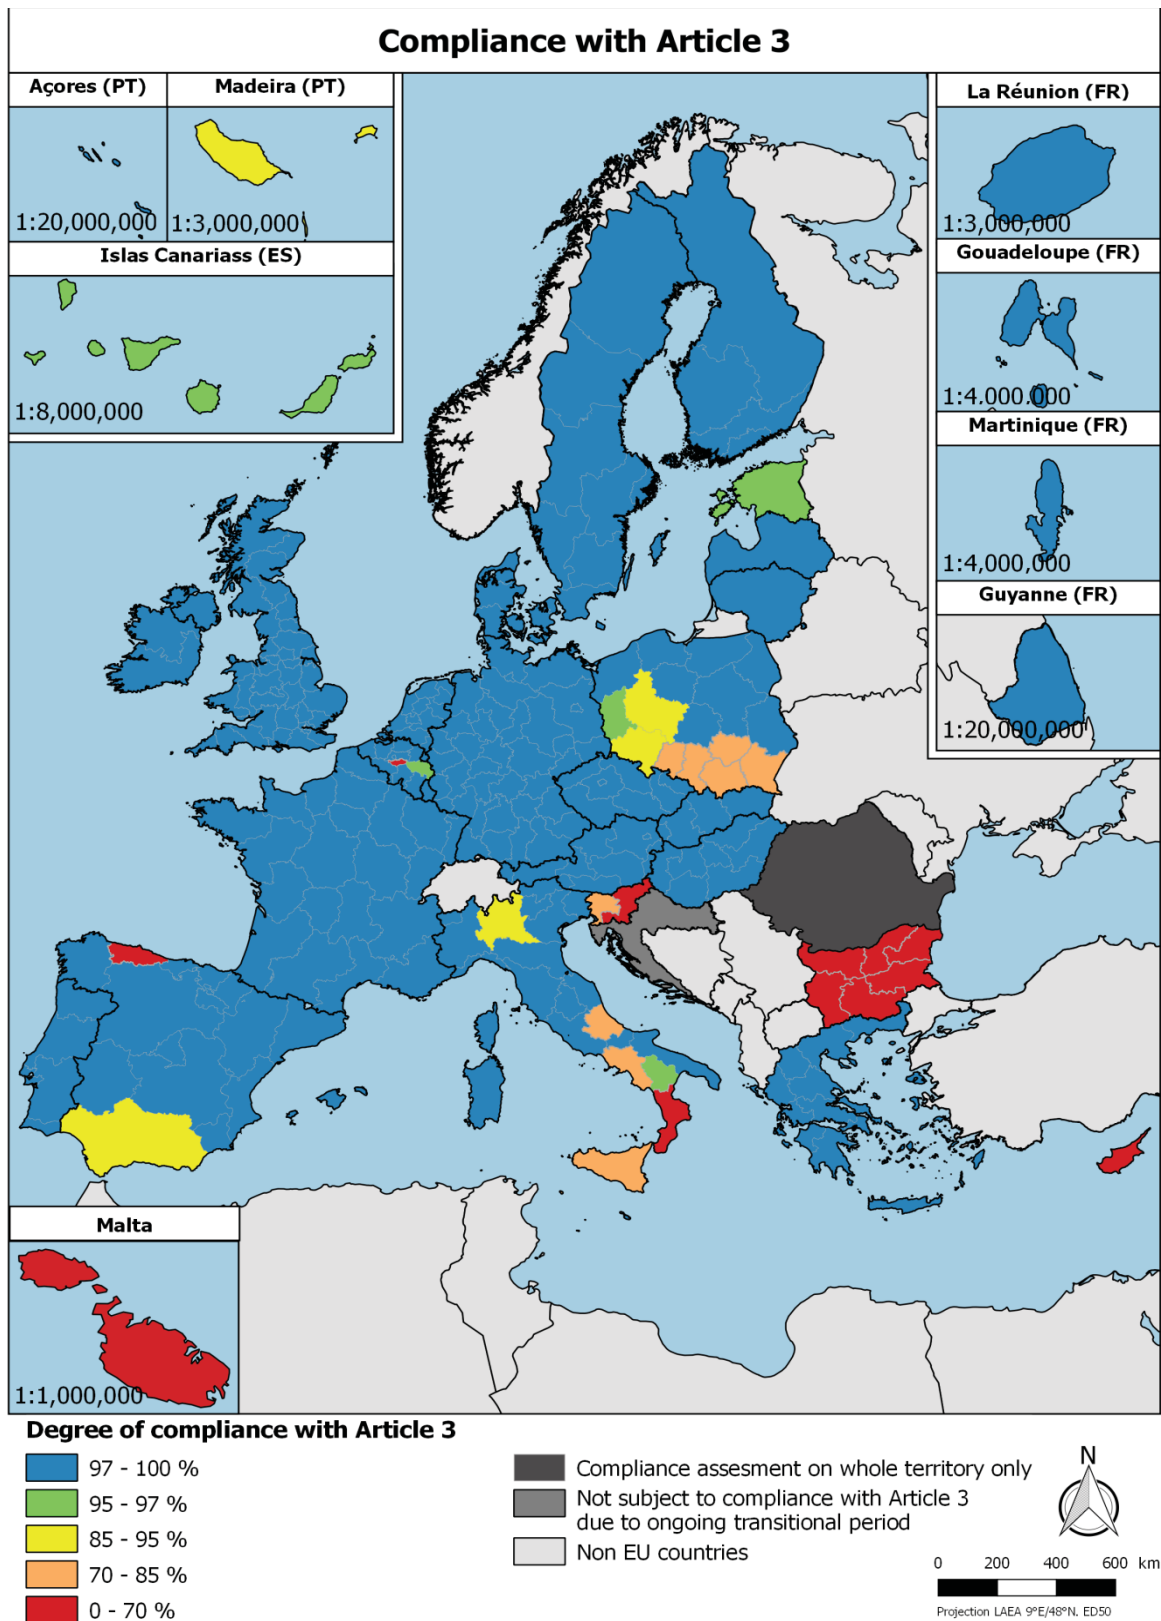 Compliance with Article 3
Açores (PT)
Madeira (PT)
1:20,000,000
1:3,000,000
Islas Canariass (ES)
1:8,000,000
La Réunion (FR)
1:3,000,000
Gouadeloupe (FR)
1:4.000.000
Martinique (FR)
1:4,000,000
Guyanne (FR)
1:20,000,000
Malta
1:1,000,000
Degree of compliance with Article 3
97 - 100 %
95 - 97 %
85 - 95 %
70 - 85 %
0 - 70 %
Compliance assesment on whole territory only
Not subject to compliance with Article 3
due to ongoing transitional period
Non EU countries
N
0 200 400 600 km
Projection LAEA 9°E/48°N. ED50